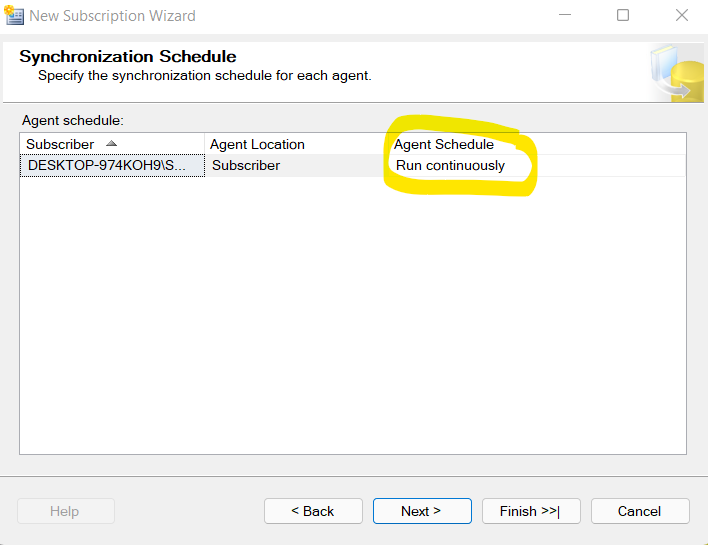 New Subscription Wizard
Synchronization Schedule
Specify the synchronization schedule for each agent.
Agent schedule:
Subscriber Agent Location Agent Schedule
DESKTOP-974KOH9\S... Subscriber Run continuously
Help < Back Next > Finish >>| Cancel